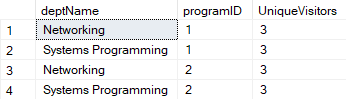 deptName programID UniqueVisitors
1 Networking 1 3
2 Systems Programming 1 3
3 Networking 2 3
4 Systems Programming 2 3